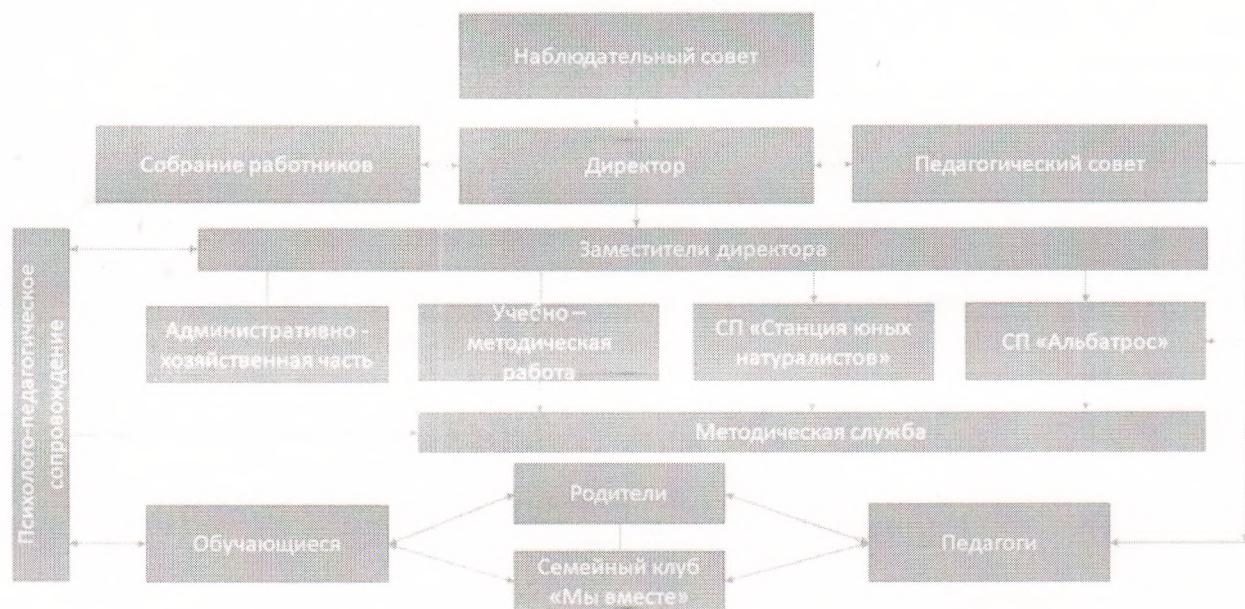 Наблюдательный совет
Собрание работников
Директор
Педагогический совет
Заместители директора
Психолого-педагогическое
сопровождение
Административно -
хозяйственная часть
Учебно –
методическая
работа
СП «Станция юных
натуралистов»
СП «Альбатрос»
Методическая служба
Родители
Обучающиеся
Педагоги
Семейный клуб
«Мы вместе»